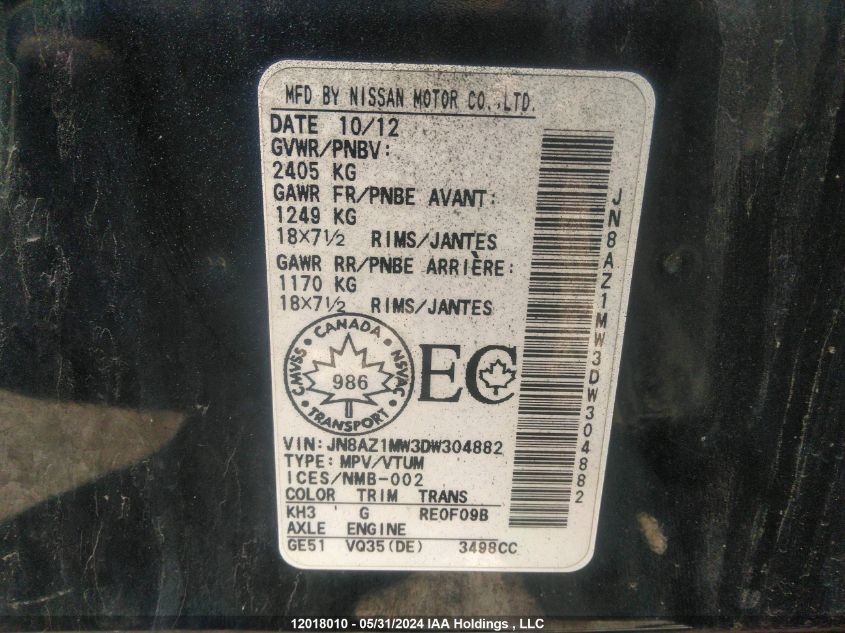 MFD BY NISSAN MOTOR CO.,LTD.
DATE 10/12
GVWR/PNBV:
2405 KG
GAWR FR/PNBE AVANT:
1249 KG
18×7½ RIMS/JANTES
GAWR RR/PNBE ARRIÈRE:
1170 KG
18×7½ RIMS/JANTES
CANADA
CMVSS 986 NSVAC
TRANSPORT
EC
VIN:JN8AZ1MW3DW304882
TYPE:MPV/VTUM
ICES/NMB-002
COLOR TRIM TRANS
KH3 G RE0F09B
AXLE ENGINE
GE51 VQ35(DE) 3498CC
JN8AZ1MW3DW304882
12018010 - 05/31/2024 IAA Holdings , LLC